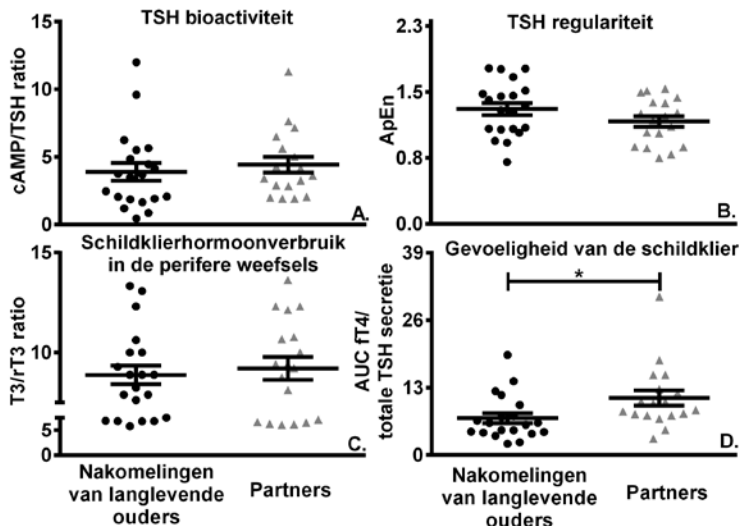 TSH bioactiviteit
cAMP/TSH ratio
15
10
5
0
A.
TSH regulariteit
ApEn
2.3
1.5
0.8
0.0
B.
Schildklierhormoonverbruik
in de perifere weefsels
T3/rT3 ratio
15
10
5
0
C.
Nakomelingen
van langlevende
ouders
Partners
Gevoeligheid van de schildklier
AUC fT4/
totale TSH secretie
39
26
13
0
*
D.
Nakomelingen
van langlevende
ouders
Partners